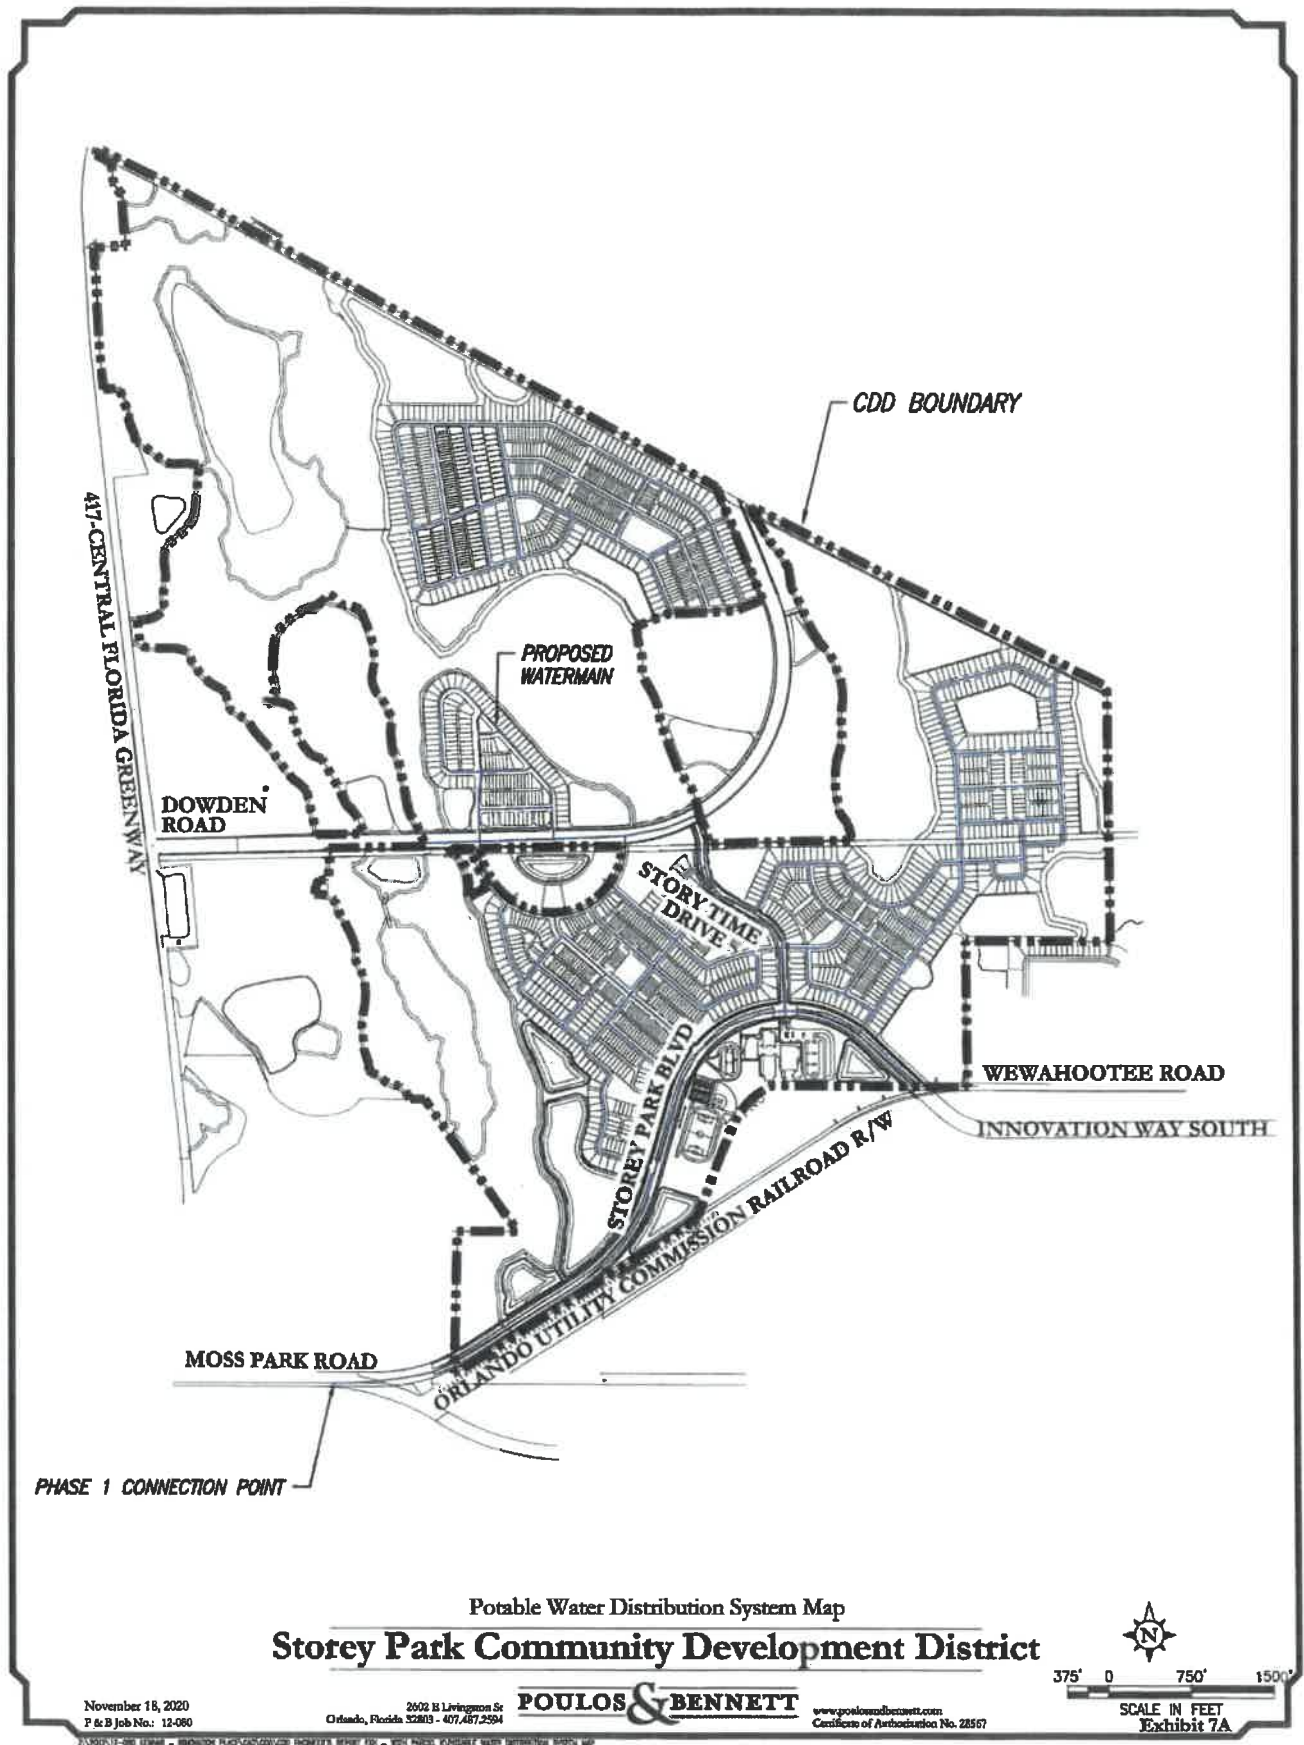 CDD BOUNDARY
417-CENTRAL FLORIDA GREENWAY
PROPOSED
WATERMAIN
DOWDEN
ROAD
STORY TIME
DRIVE
STOREY PARK BLVD
WEWAHOOTEE ROAD
INNOVATION WAY SOUTH
ORLANDO UTILITY COMMISSION RAILROAD R/W
MOSS PARK ROAD
PHASE 1 CONNECTION POINT
Potable Water Distribution System Map
Storey Park Community Development District
N
375' 0 750' 1500'
SCALE IN FEET
Exhibit 7A
November 18, 2020
P & B Job No.: 12-080
2602 E Livingston St
Orlando, Florida 32803 - 407.487.2594
POULOS & BENNETT
www.poulosandbennett.com
Certificate of Authorization No. 28567